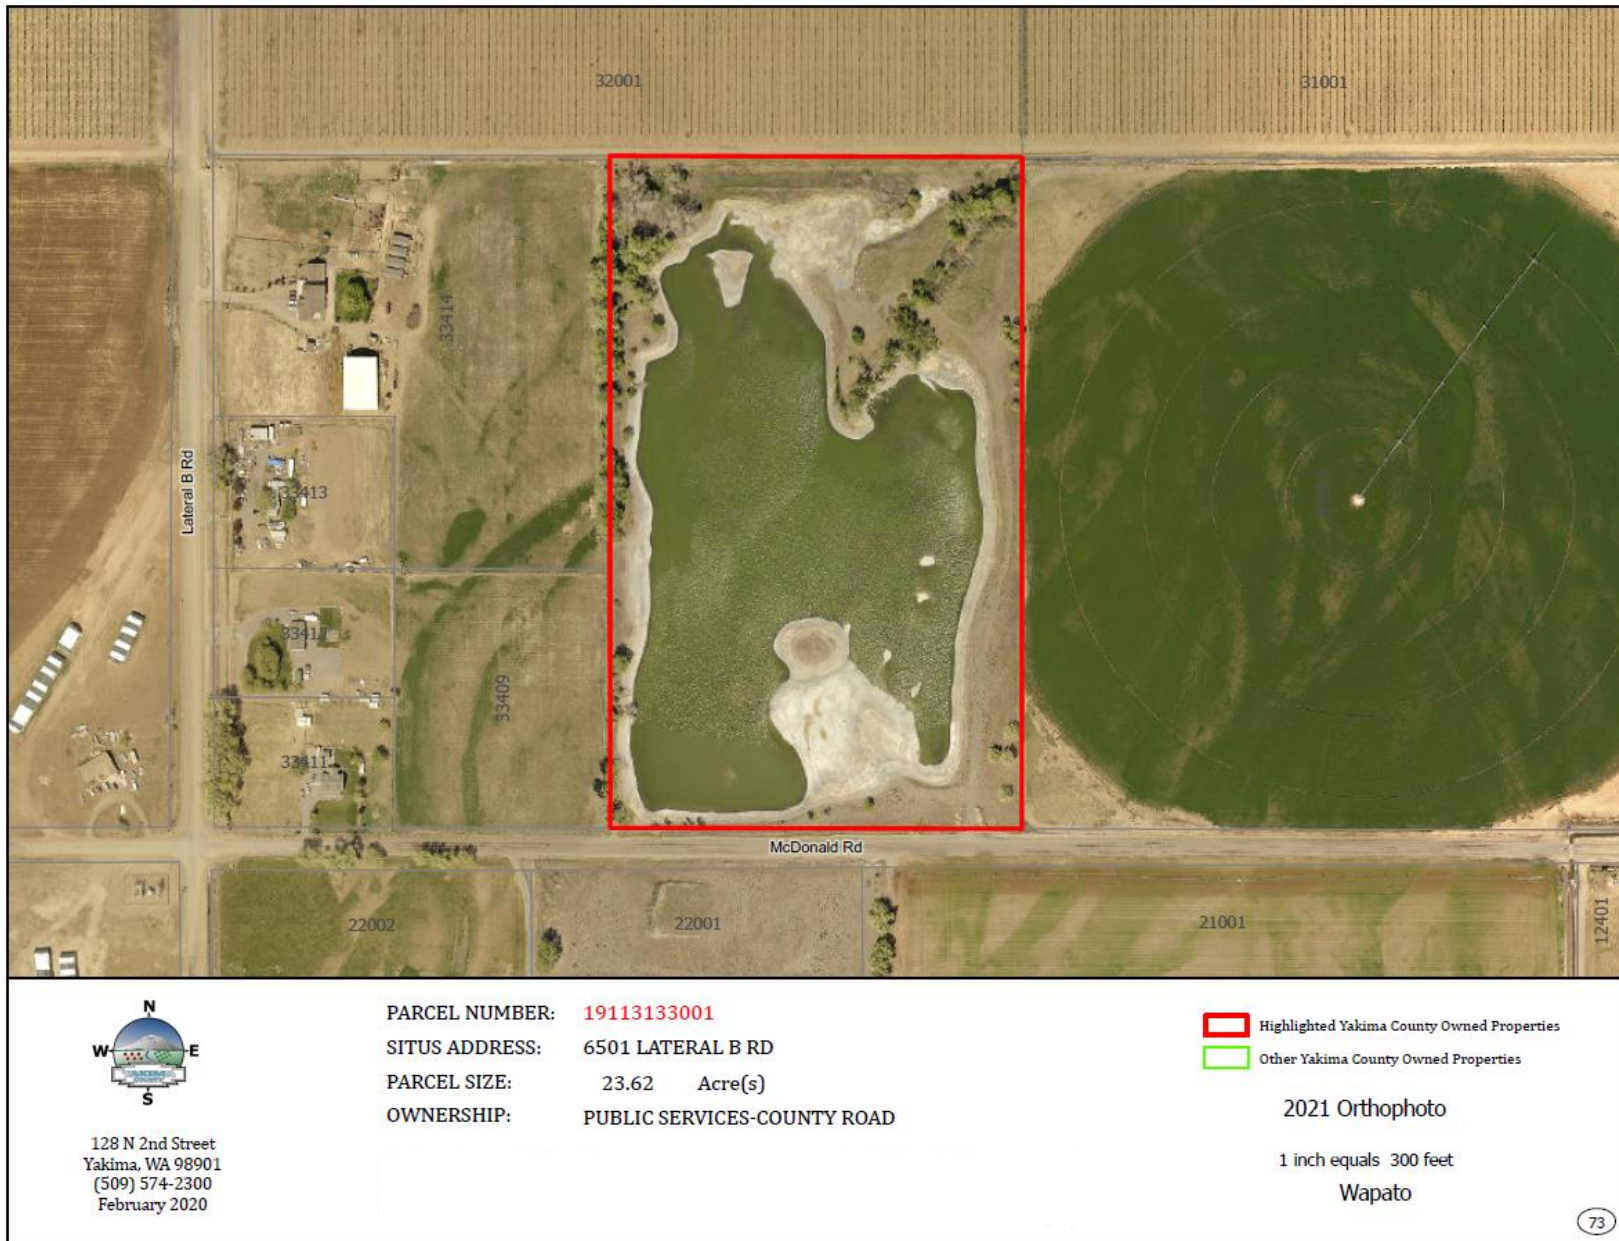 32001
31001
33414
Lateral B Rd
33413
33412
33409
33411
McDonald Rd
22002
22001
21001
12401
N
W E
YAKIMA
COUNTY
S
128 N 2nd Street
Yakima, WA 98901
(509) 574-2300
February 2020
PARCEL NUMBER: 19113133001
SITUS ADDRESS: 6501 LATERAL B RD
PARCEL SIZE: 23.62 Acre(s)
OWNERSHIP: PUBLIC SERVICES-COUNTY ROAD
Highlighted Yakima County Owned Properties
Other Yakima County Owned Properties
2021 Orthophoto
1 inch equals 300 feet
Wapato
73